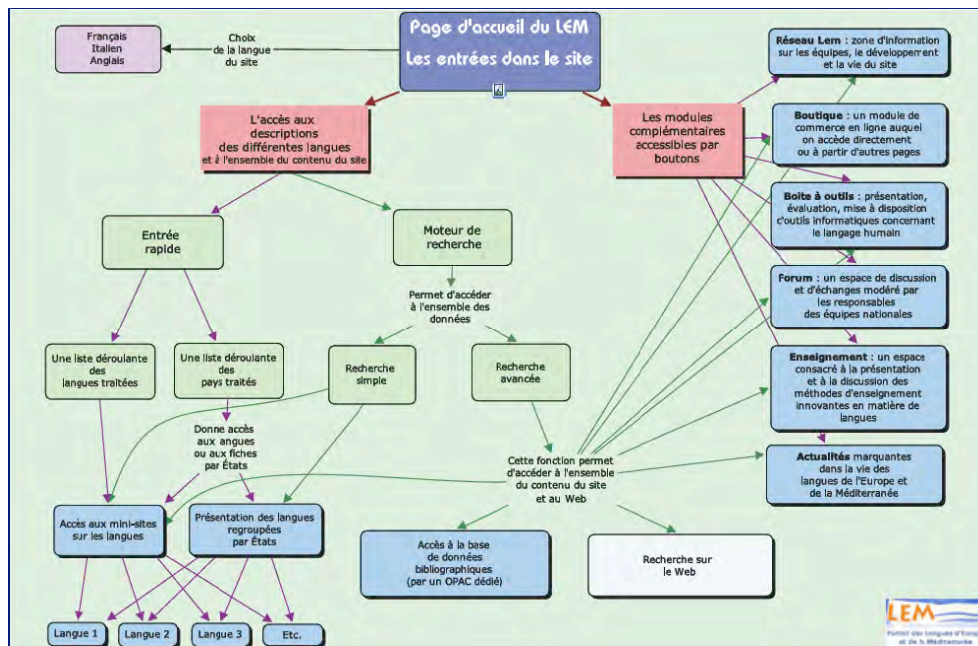 Page d'accueil du LEM
Les entrées dans le site
Français
Italien
Anglais
Choix
de la langue
du site
L'accès aux
descriptions
des différentes langues
et à l'ensemble du contenu du site
Les modules
complémentaires
accessibles par
boutons
Réseau Lem : zone d'information
sur les équipes, le développerrent
et la vie du site
Boutique : un module de
commerce en ligne auquel
on accède directement
ou à partir d'autres pages
Boite à outils : présentation,
évaluation, mise à disposition
c'outils informatiques concernant
le langage humain
Forum : un espace de discussion
et d'échanges modéré par
les responsables
des équipes nationales
Enseignement : un espace
consacré à la présentation
et à la discussion des
méthodes d'enseignement
innovantes en matière de
langues
Actualités marquantes
dans la vie des
langues de l'Europe et
de la Méditerranée
Entrée
rapide
Moteur de
recherche
Permet d'accéder
à l'ensemble des
données
Une liste déroulante
des
langues traitées
Une liste déroulante
des
pays traités
Recherche
simple
Recherche
avancée
Donne accès
aux angues
ou aux fiches
par États
Cette fonction permet
d'accéder à l'ensemble
du contenu du site
et au Web
Accès aux mini-sites
sur les langues
Présentation des langues
regroupées
par États
Accès à la base
de données
bibliographiques
(par un OPAC dédié)
Recherche sur
le Web
Langue 1
Langue 2
Langue 3
Etc.
LEM
Portail des Langues d'Europe
et de la Méditerranée